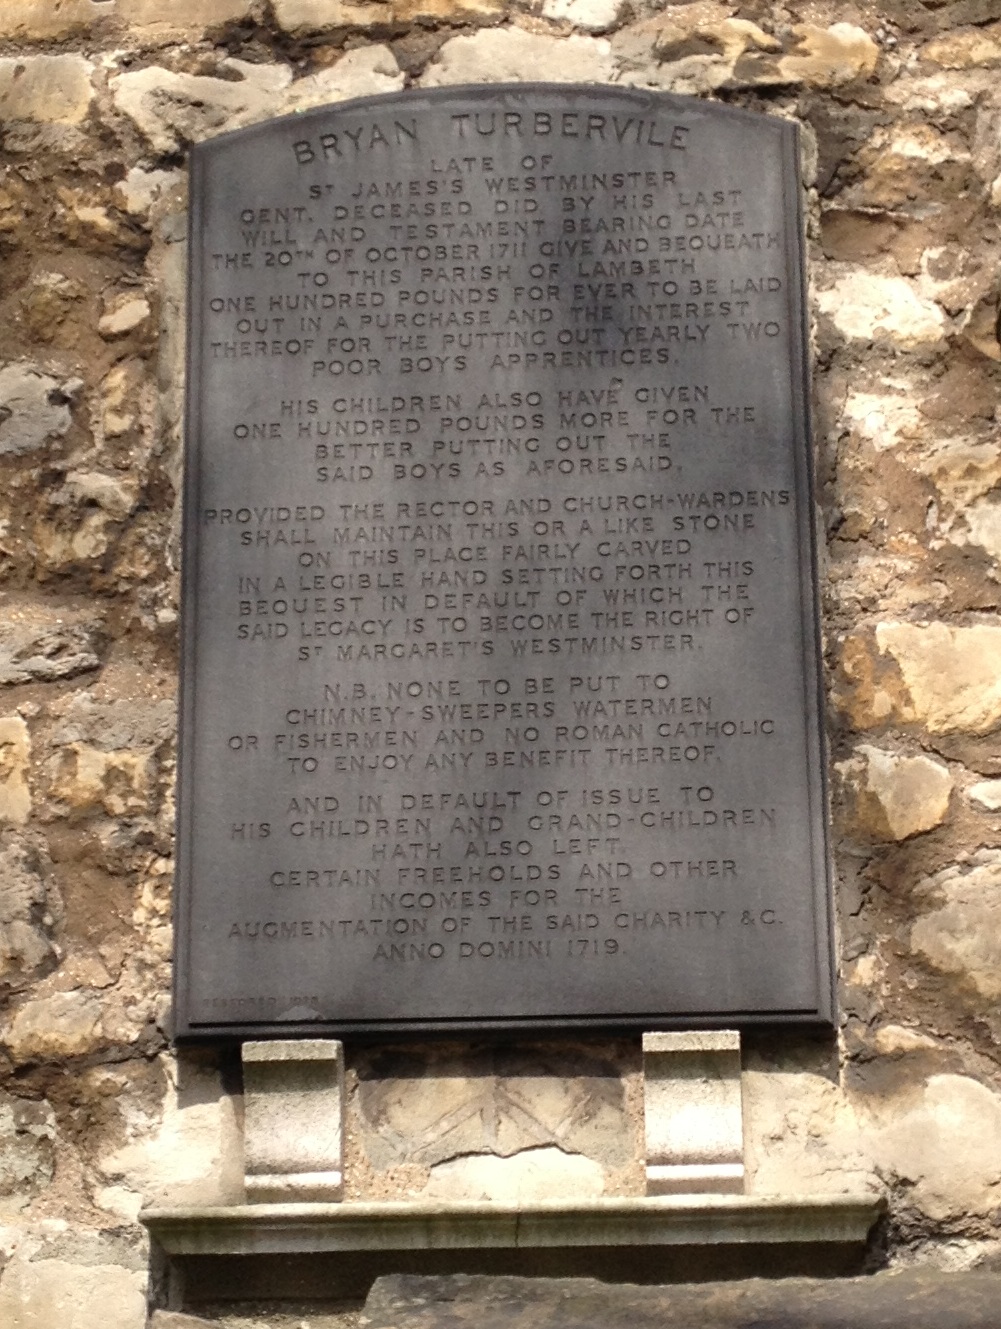 BRYAN TURBERVILE
LATE OF
ST JAMES'S WESTMINSTER
GENT. DECEASED DID BY HIS LAST
WILL AND TESTAMENT BEARING DATE
THE 20TH OF OCTOBER 1711 GIVE AND BEQUEATH
TO THIS PARISH OF LAMBETH
ONE HUNDRED POUNDS FOR EVER TO BE LAID
OUT IN A PURCHASE AND THE INTEREST
THEREOF FOR THE PUTTING OUT YEARLY TWO
POOR BOYS APPRENTICES.
HIS CHILDREN ALSO HAVE GIVEN
ONE HUNDRED POUNDS MORE FOR THE
BETTER PUTTING OUT THE
SAID BOYS AS AFORESAID.
PROVIDED THE RECTOR AND CHURCH-WARDENS
SHALL MAINTAIN THIS OR A LIKE STONE
ON THIS PLACE FAIRLY CARVED
IN A LEGIBLE HAND SETTING FORTH THIS
BEQUEST IN DEFAULT OF WHICH THE
SAID LEGACY IS TO BECOME THE RIGHT OF
ST MARGARET'S WESTMINSTER.
N.B. NONE TO BE PUT TO
CHIMNEY-SWEEPERS WATERMEN
OR FISHERMEN AND NO ROMAN CATHOLIC
TO ENJOY ANY BENEFIT THEREOF.
AND IN DEFAULT OF ISSUE TO
HIS CHILDREN AND GRAND-CHILDREN
HATH ALSO LEFT
CERTAIN FREEHOLDS AND OTHER
INCOMES FOR THE
AUGMENTATION OF THE SAID CHARITY &C.
ANNO DOMINI 1719.